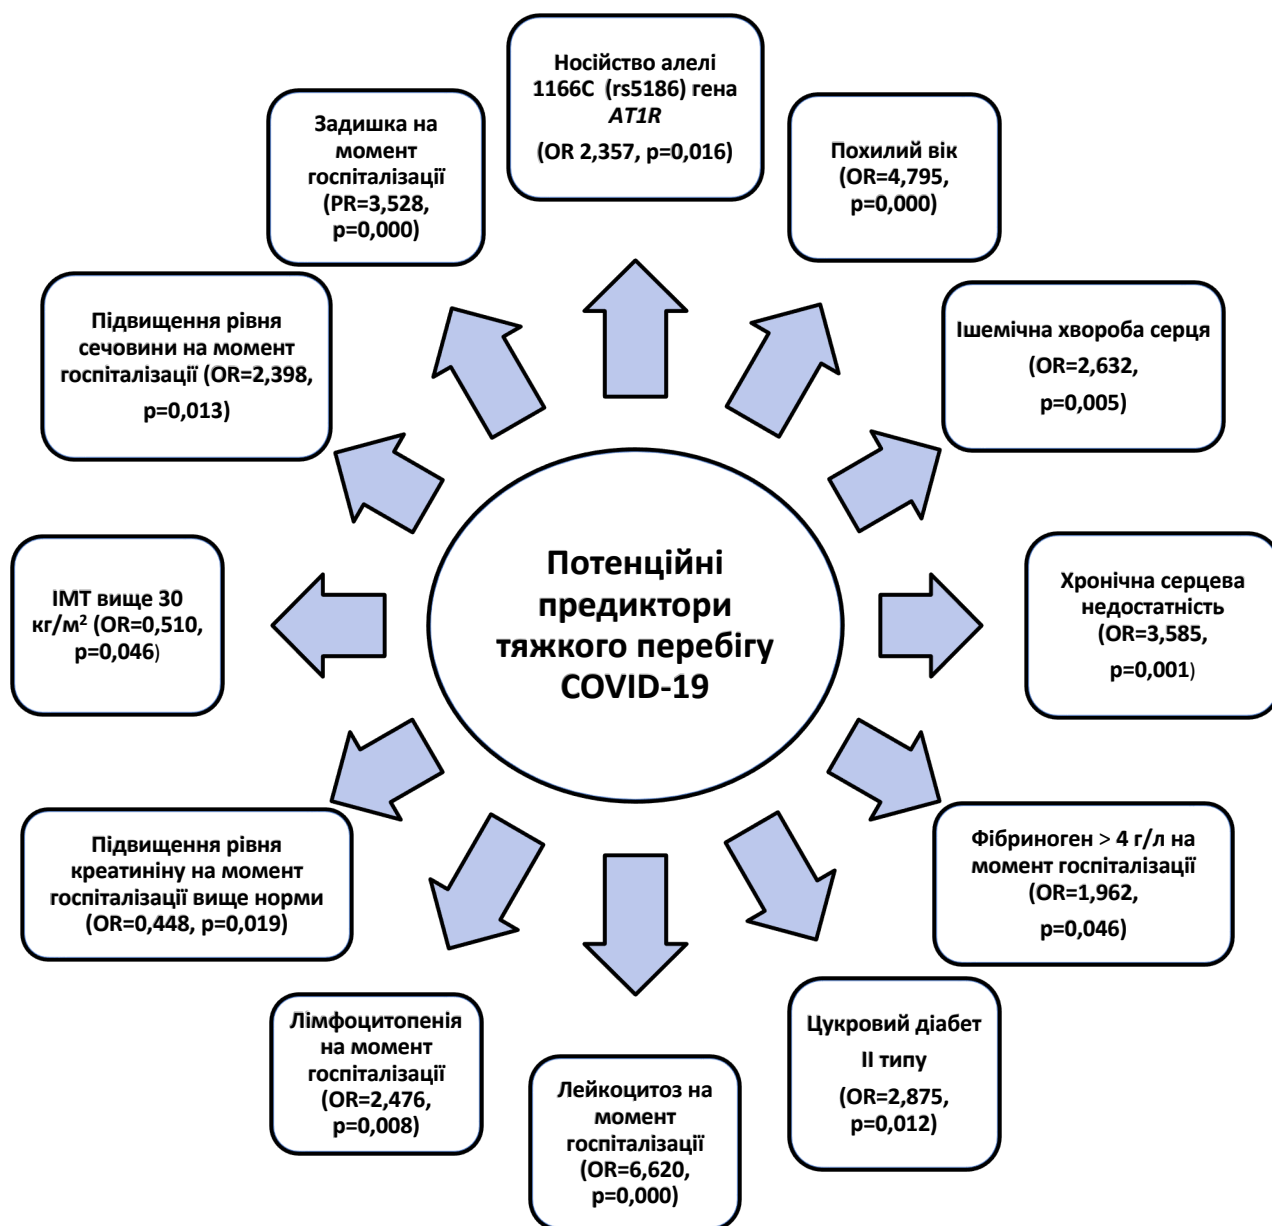 Потенційні
предиктори
тяжкого перебігу
COVID-19
Носійство алелі
1166С (rs5186) гена
AT1R
(OR 2,357, p=0,016)
Похилий вік
(OR=4,795,
p=0,000)
Ішемічна хвороба серця
(OR=2,632,
p=0,005)
Хронічна серцева
недостатність
(OR=3,585,
p=0,001)
Фібриноген > 4 г/л на
момент госпіталізації
(OR=1,962,
p=0,046)
Цукровий діабет
ІІ типу
(OR=2,875,
p=0,012)
Лейкоцитоз на
момент
госпіталізації
(OR=6,620,
p=0,000)
Лімфоцитопенія
на момент
госпіталізації
(OR=2,476,
p=0,008)
Підвищення рівня
креатиніну на момент
госпіталізації вище норми
(OR=0,448, p=0,019)
ІМТ вище 30
кг/м² (OR=0,510,
p=0,046)
Підвищення рівня
сечовини на момент
госпіталізації (OR=2,398,
p=0,013)
Задишка на
момент
госпіталізації
(PR=3,528,
p=0,000)